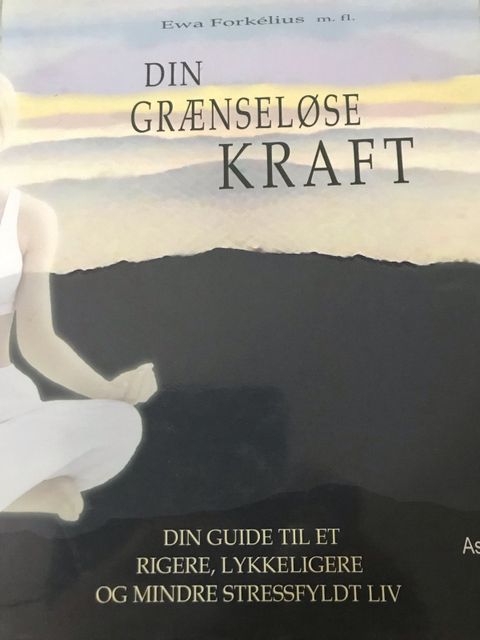 Ewa Forkélius m. fl.
DIN
GRÆNSELØSE
KRAFT
DIN GUIDE TIL ET
RIGERE, LYKKELIGERE
OG MINDRE STRESSFYLDT LIV